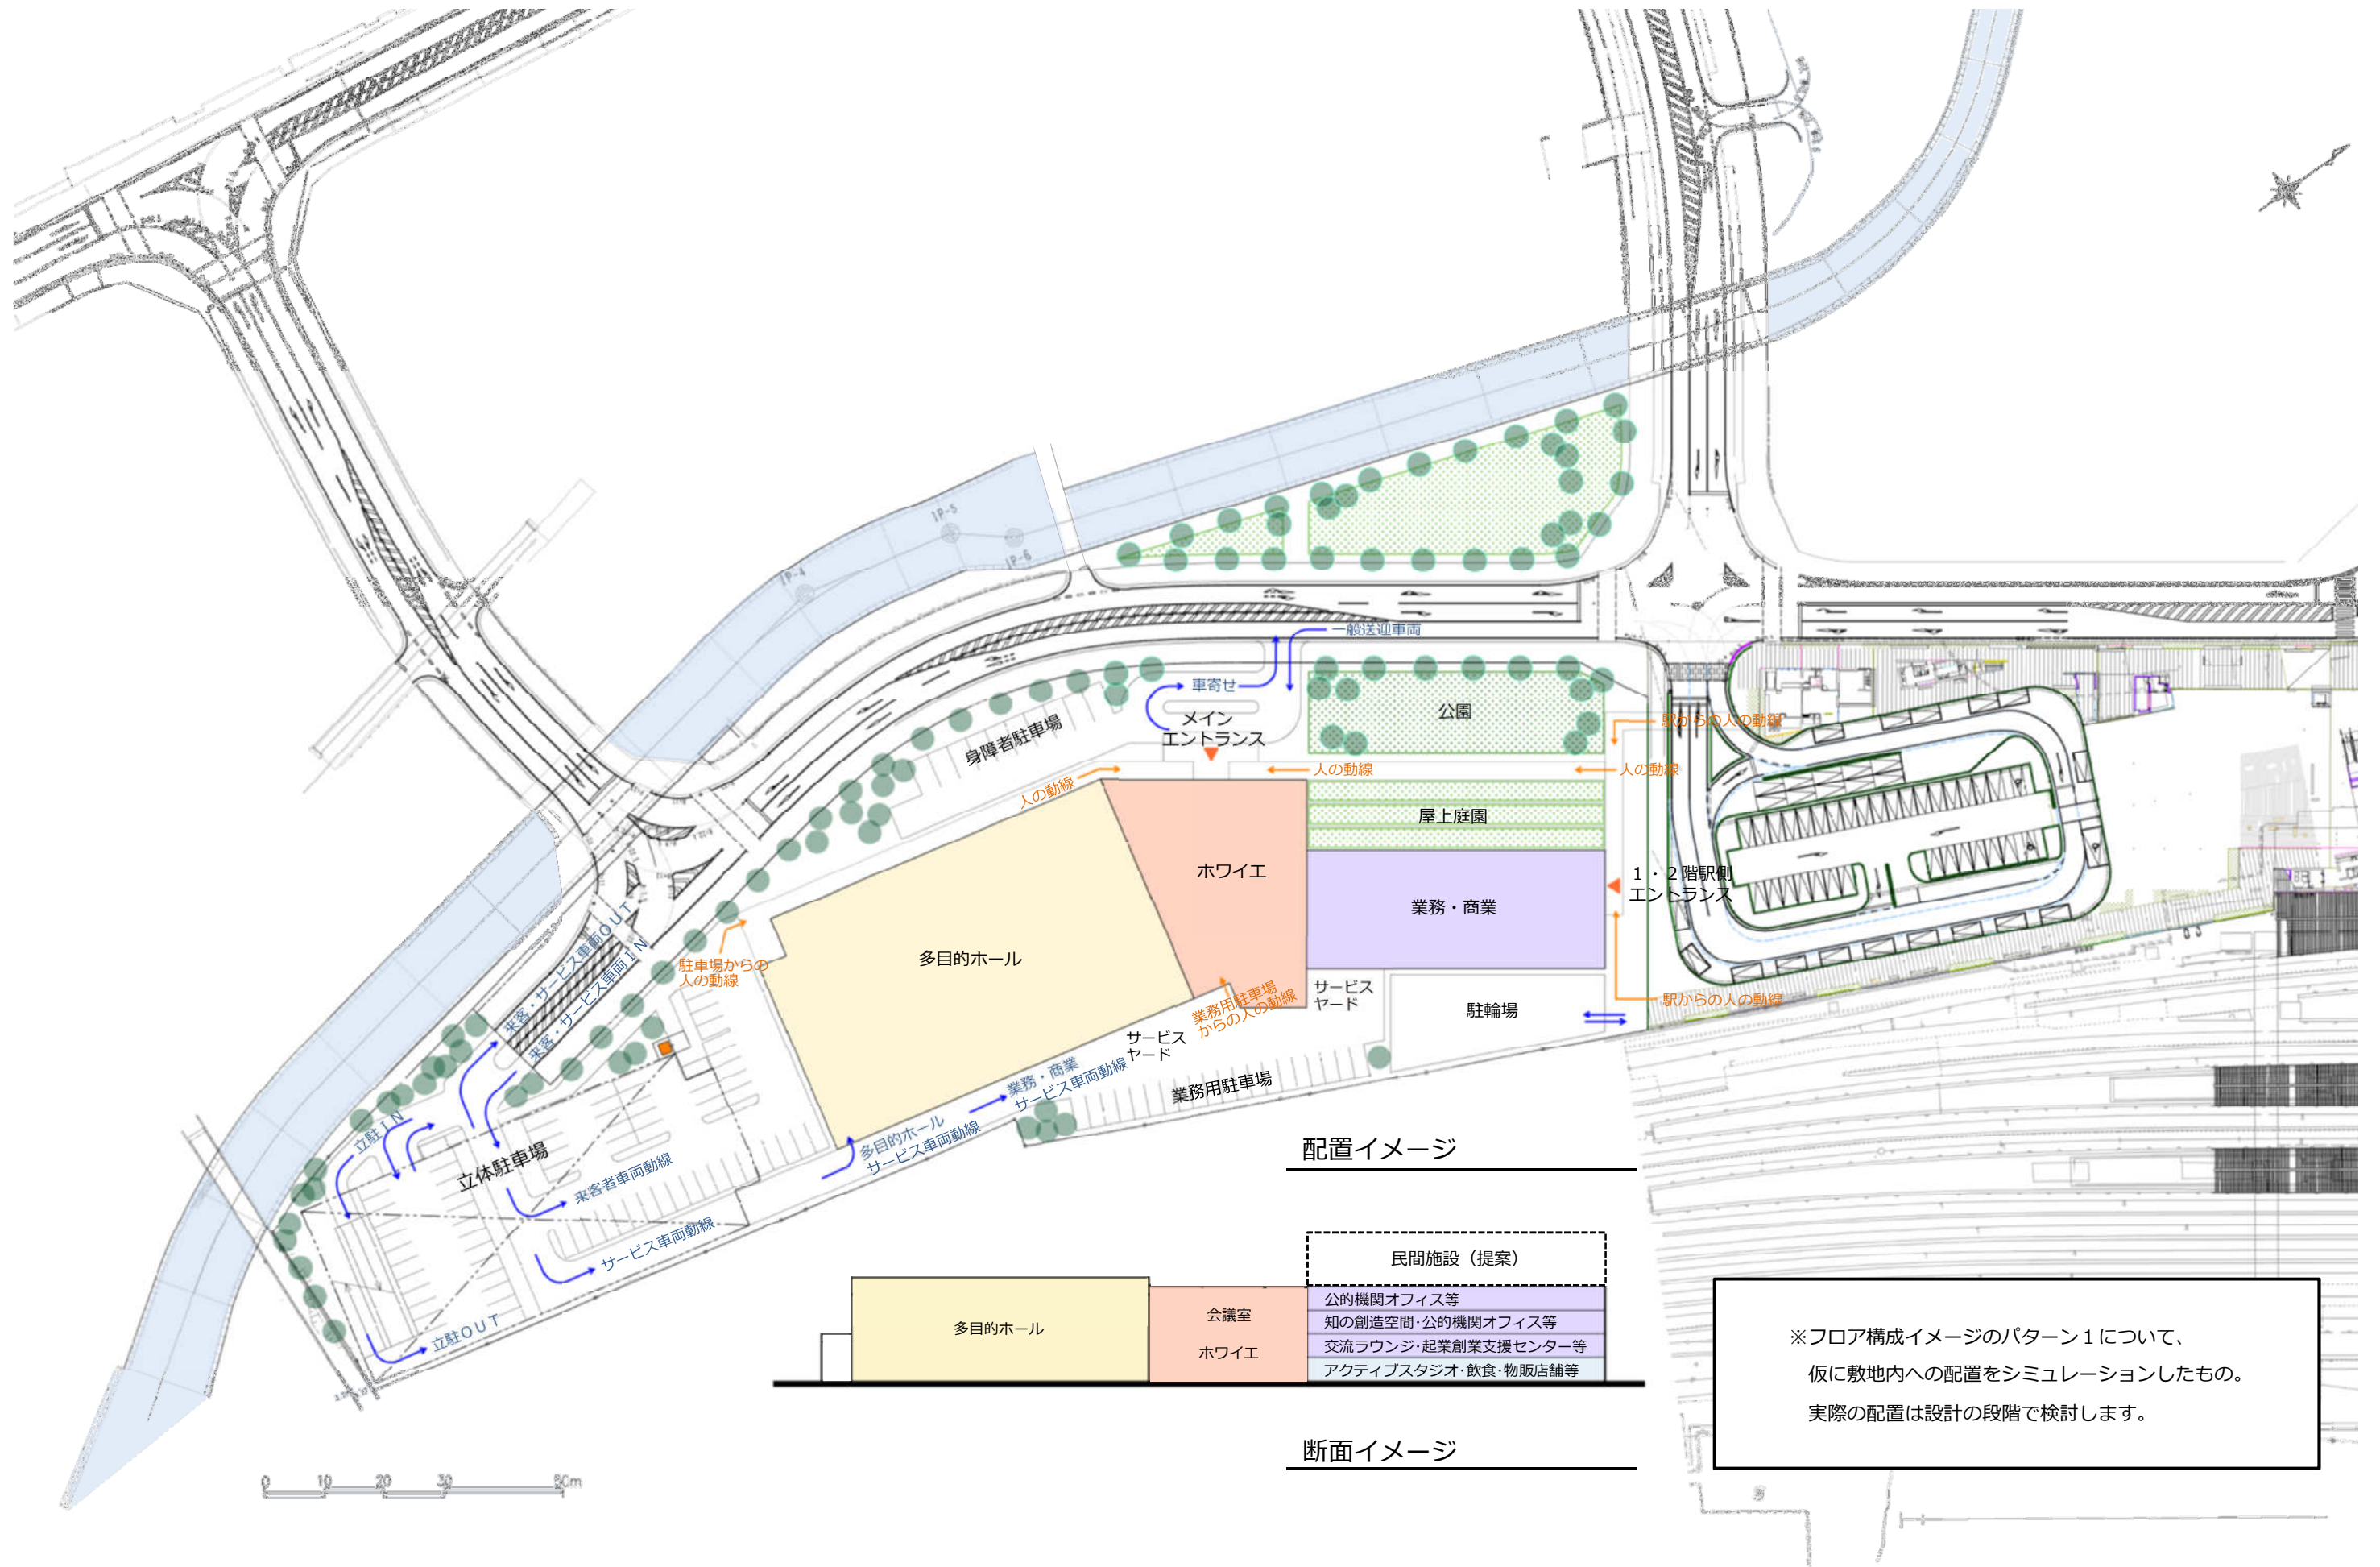 IP-5
IP-6
IP-4
一般送迎車両
車寄せ
メイン
エントランス
公園
駅からの人の動線
身障者駐車場
人の動線
人の動線
人の動線
屋上庭園
ホワイエ
1・2階駅側
エントランス
業務・商業
多目的ホール
駐車場からの
人の動線
来客・サービス車両OUT
来客・サービス車両IN
業務用駐車場
からの人の動線
サービス
ヤード
駐輪場
駅からの人の動線
サービス
ヤード
業務・商業
サービス車両動線
業務用駐車場
多目的ホール
サービス車両動線
立駐IN
立体駐車場
来客者車両動線
サービス車両動線
立駐OUT
配置イメージ
民間施設（提案）
多目的ホール
会議室
ホワイエ
公的機関オフィス等
知の創造空間・公的機関オフィス等
交流ラウンジ・起業創業支援センター等
アクティブスタジオ・飲食・物販店舗等
断面イメージ
※フロア構成イメージのパターン1について、
仮に敷地内への配置をシミュレーションしたもの。
実際の配置は設計の段階で検討します。
0 10 20 30 50m